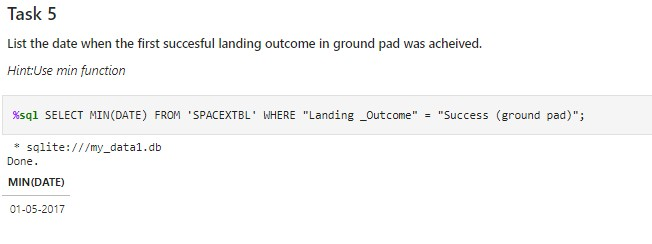 Task 5
List the date when the first succesful landing outcome in ground pad was acheived.
Hint:Use min function
%sql SELECT MIN(DATE) FROM 'SPACEXTBL' WHERE "Landing _Outcome" = "Success (ground pad)";
* sqlite:///my_data1.db
Done.
MIN(DATE)
01-05-2017